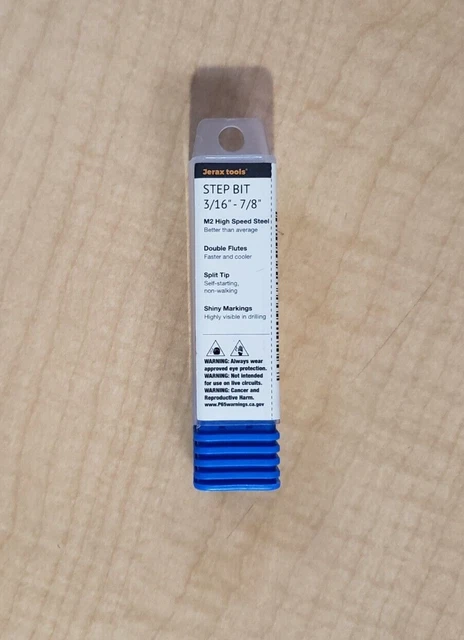 Jerax tools
STEP BIT
3/16" - 7/8"
M2 High Speed Steel
Better than average
Double Flutes
Faster and cooler
Split Tip
Self-starting,
non-walking
Shiny Markings
Highly visible in drilling
WARNING: Always wear
approved eye protection.
WARNING: Not intended
for use on live circuits.
WARNING: Cancer and
Reproductive Harm.
www.P65warnings.ca.gov